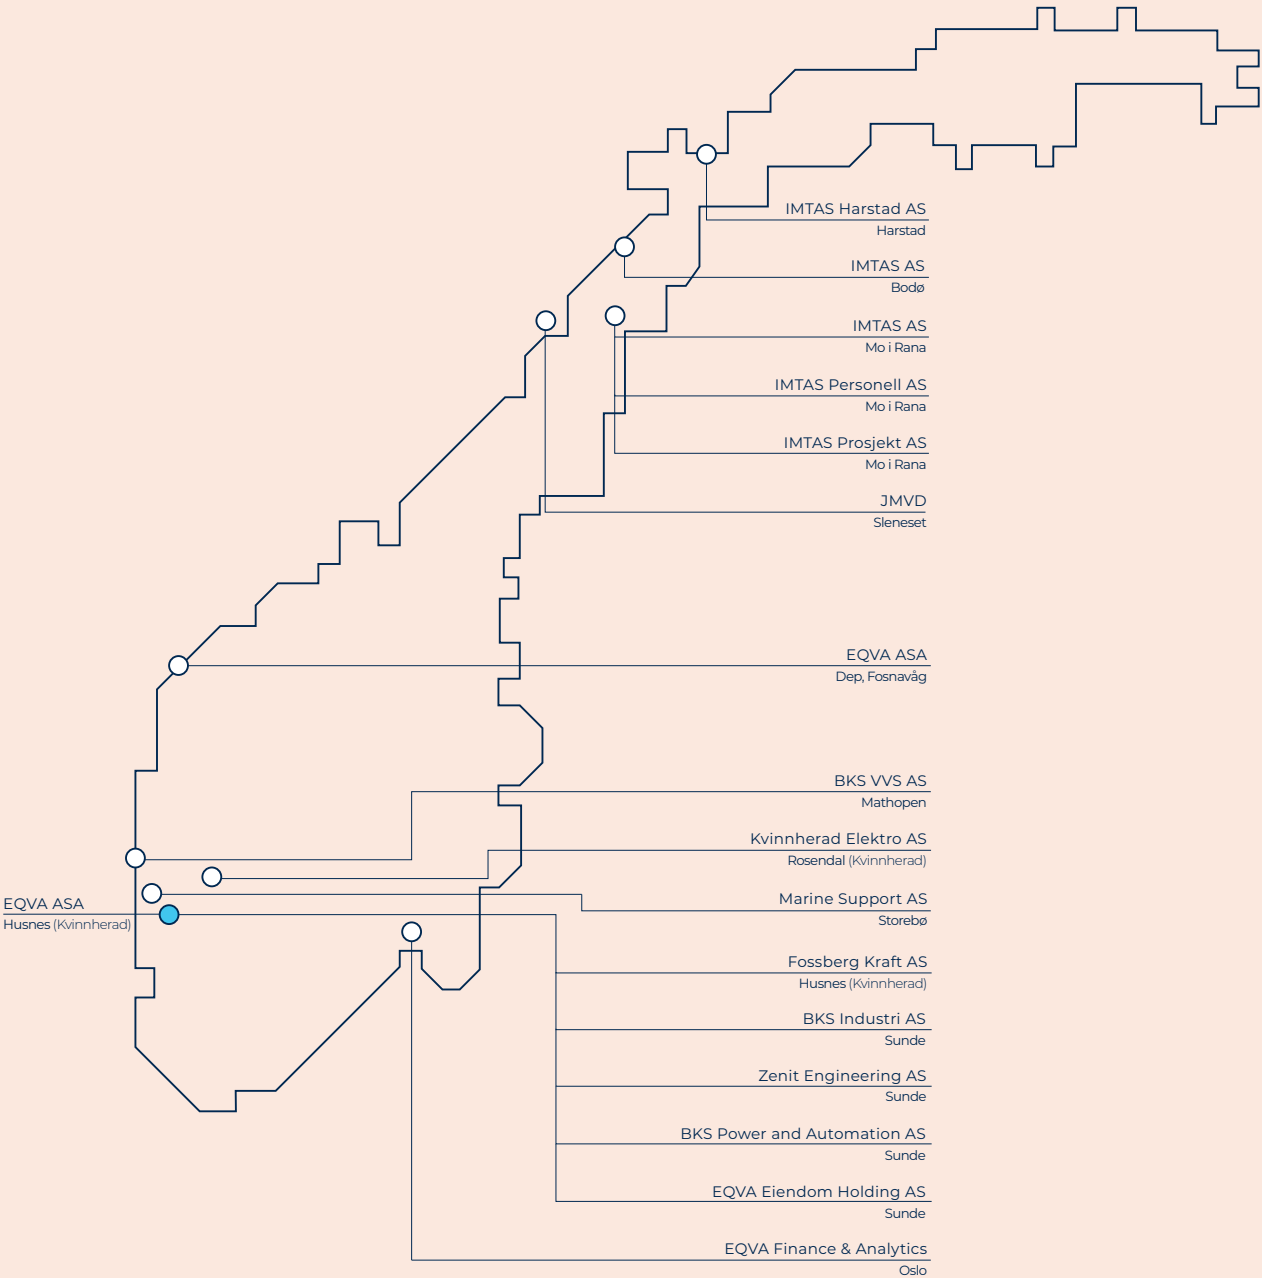 IMTAS Harstad AS
Harstad
IMTAS AS
Bodø
IMTAS AS
Mo i Rana
IMTAS Personell AS
Mo i Rana
IMTAS Prosjekt AS
Mo i Rana
JMVD
Sleneset
EQVA ASA
Dep, Fosnavåg
BKS VVS AS
Mathopen
Kvinnherad Elektro AS
Rosendal (Kvinnherad)
Marine Support AS
Storebø
EQVA ASA
Husnes (Kvinnherad)
Fossberg Kraft AS
Husnes (Kvinnherad)
BKS Industri AS
Sunde
Zenit Engineering AS
Sunde
BKS Power and Automation AS
Sunde
EQVA Eiendom Holding AS
Sunde
EQVA Finance & Analytics
Oslo